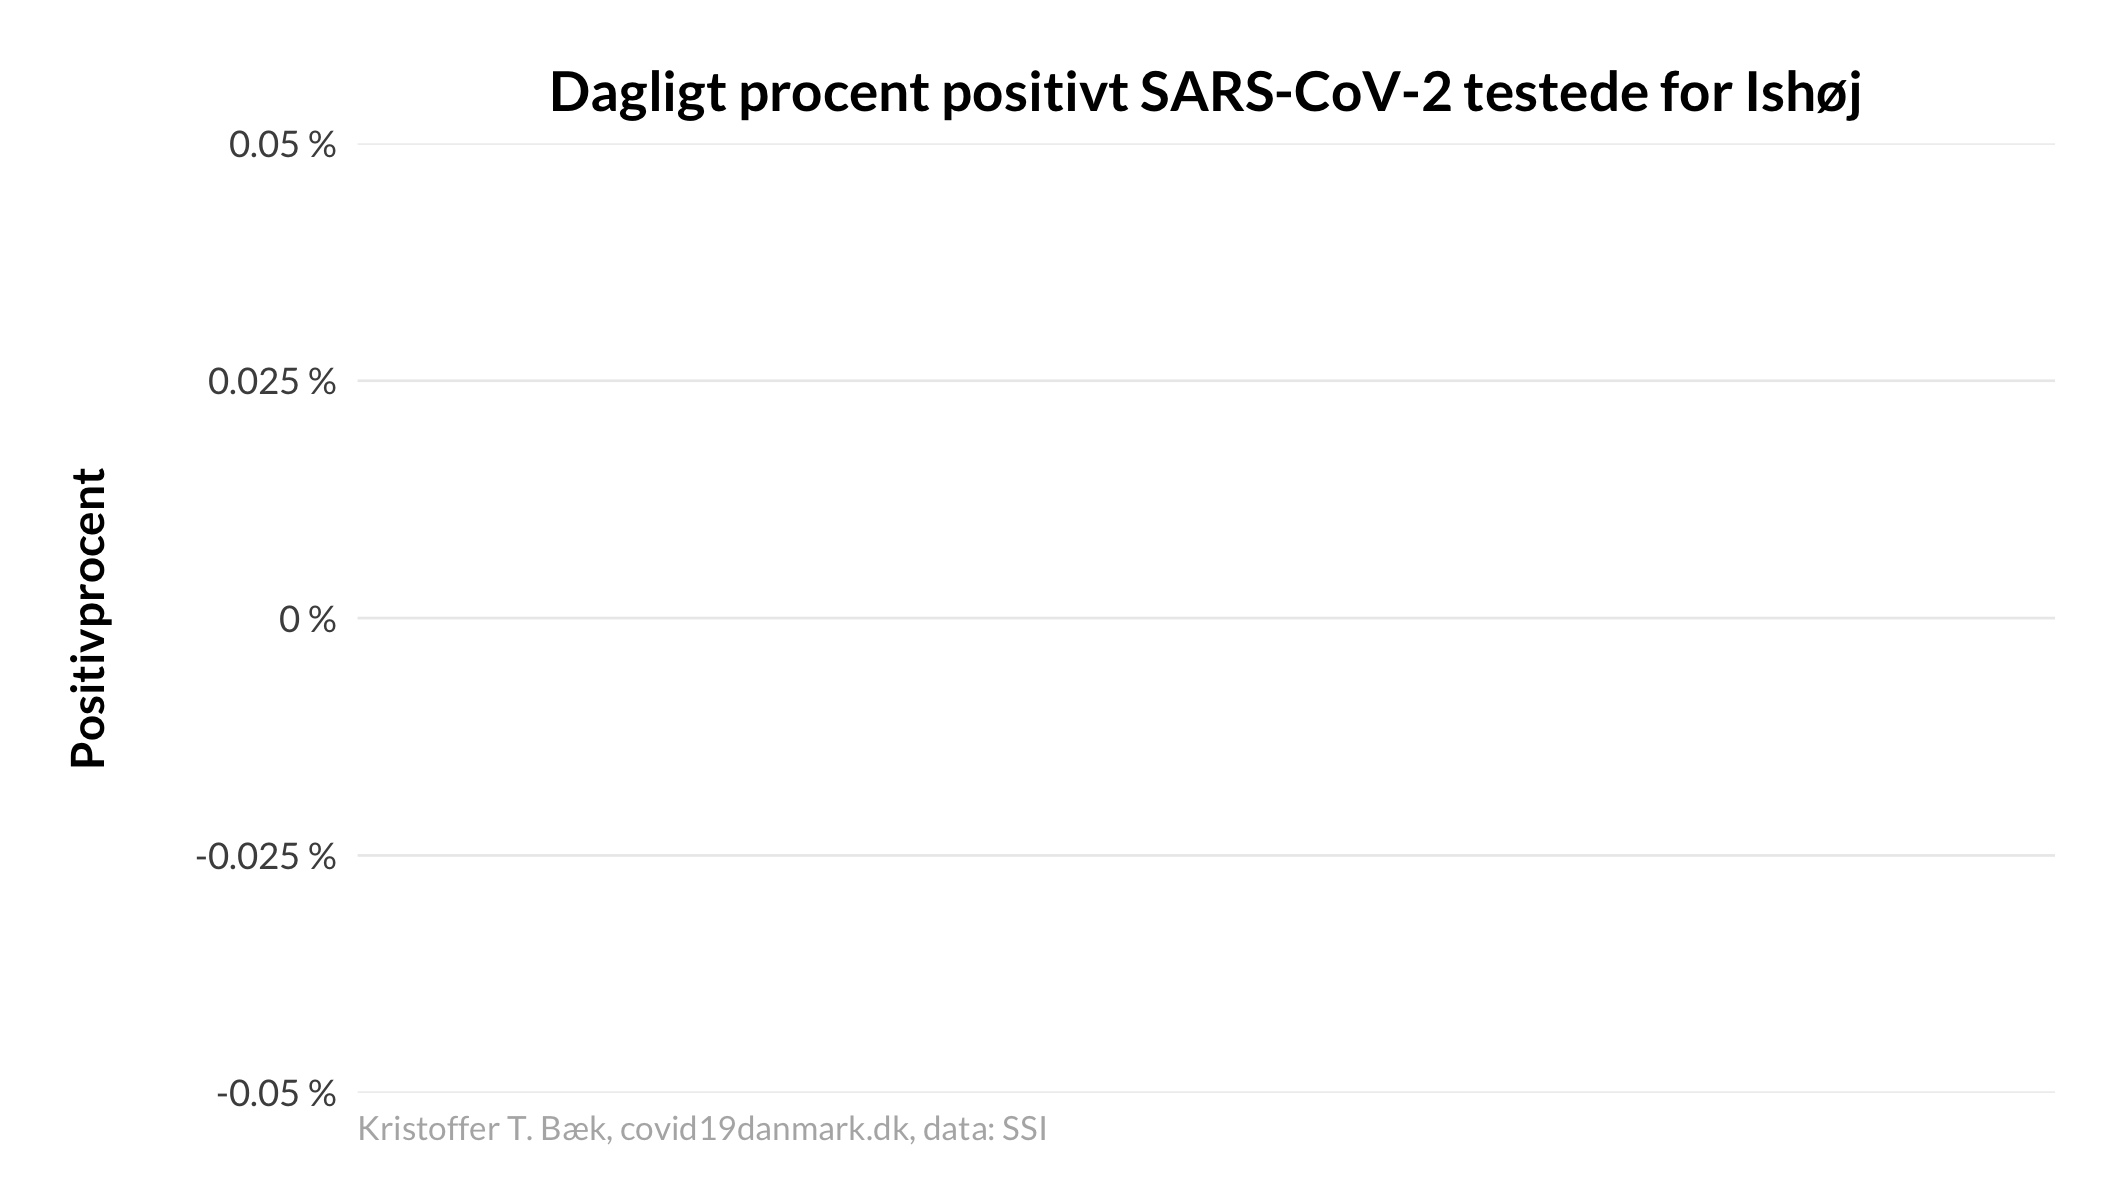 Dagligt procent positivt SARS-CoV-2 testede for Ishøj
0.05 %
0.025 %
0 %
-0.025 %
-0.05 %
Positivprocent
Kristoffer T. Bæk, covid19danmark.dk, data: SSI